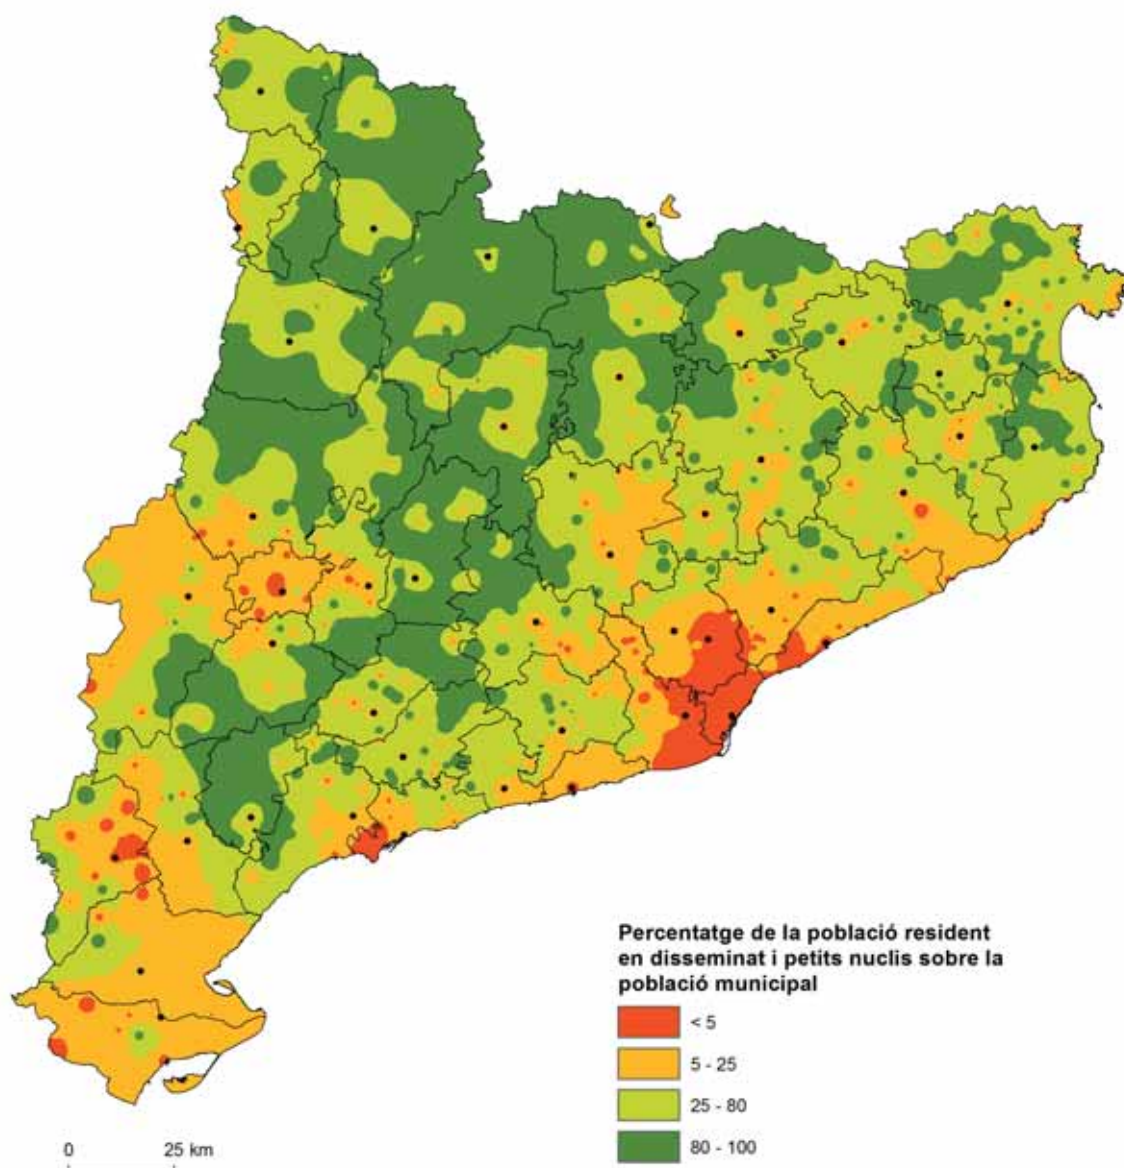 Percentatge de la població resident
en disseminat i petits nuclis sobre la
població municipal
< 5
5 - 25
25 - 80
80 - 100
0 25 km